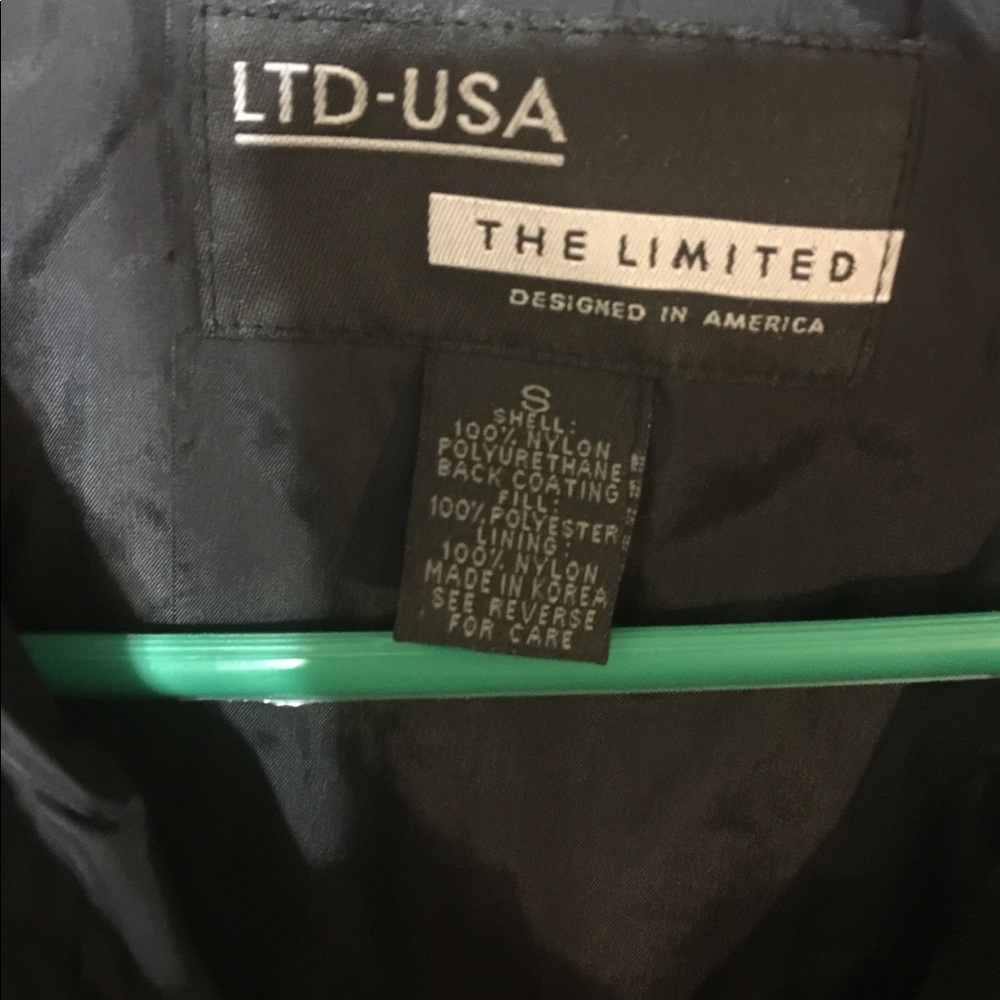 LTD-USA
THE LIMITED
DESIGNED IN AMERICA
S
SHELL:
100% NYLON
POLYURETHANE
BACK COATING
FILL:
100% POLYESTER
LINING:
100% NYLON
MADE IN KOREA
SEE REVERSE
FOR CARE